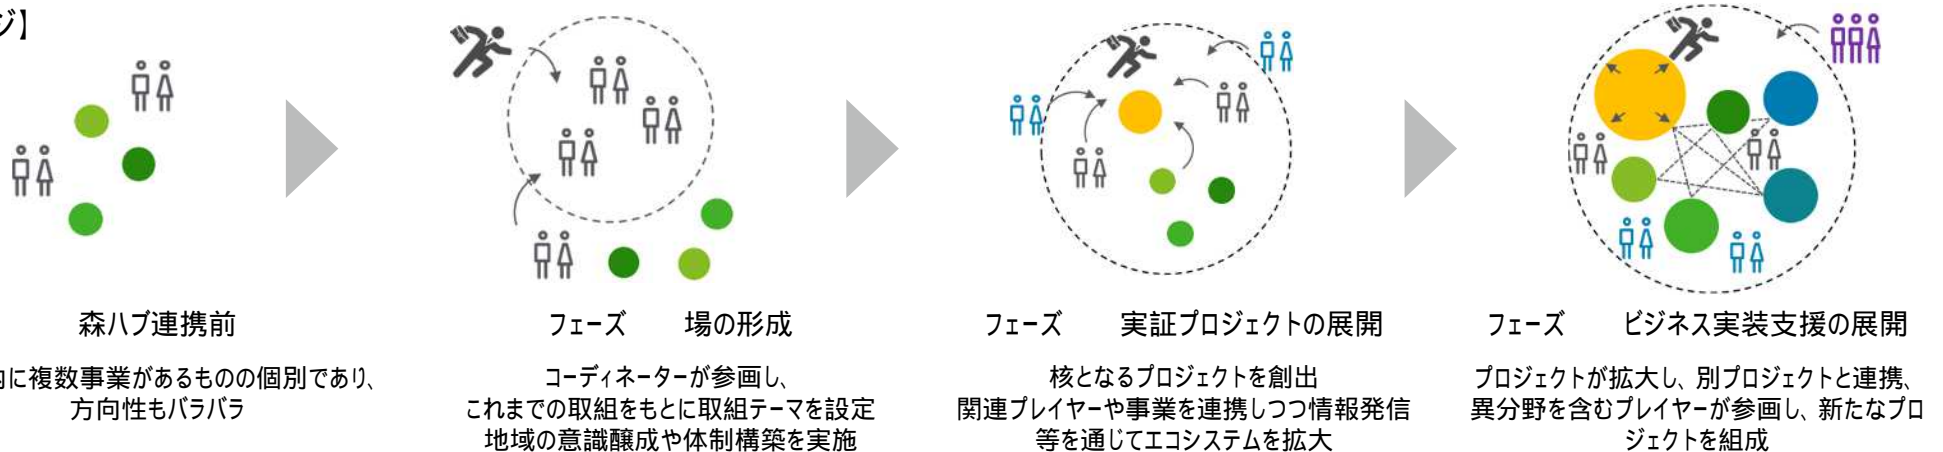 ジ】
森ハブ連携前
内に複数事業があるものの個別であり、
方向性もバラバラ
フェーズ 場の形成
コーディネーターが参画し、
これまでの取組をもとに取組テーマを設定
地域の意識醸成や体制構築を実施
フェーズ 実証プロジェクトの展開
核となるプロジェクトを創出
関連プレイヤーや事業を連携しつつ情報発信
等を通じてエコシステムを拡大
フェーズ ビジネス実装支援の展開
プロジェクトが拡大し、別プロジェクトと連携、
異分野を含むプレイヤーが参画し、新たなプロ
ジェクトを組成